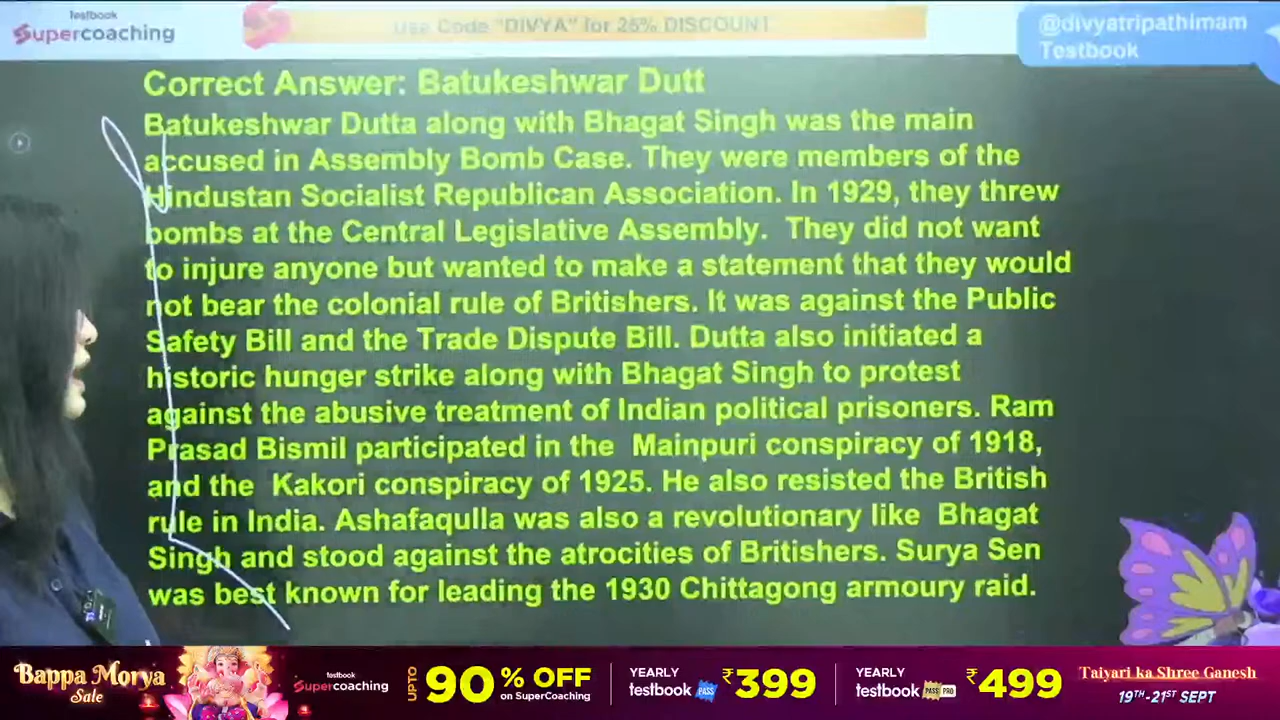 testbook
Supercoaching
Use Code "DIVYA" for 25% DISCOUNT
@divyatripathimam
Testbook
Correct Answer: Batukeshwar Dutt
Batukeshwar Dutta along with Bhagat Singh was the main
accused in Assembly Bomb Case. They were members of the
Hindustan Socialist Republican Association. In 1929, they threw
bombs at the Central Legislative Assembly. They did not want
to injure anyone but wanted to make a statement that they would
not bear the colonial rule of Britishers. It was against the Public
Safety Bill and the Trade Dispute Bill. Dutta also initiated a
historic hunger strike along with Bhagat Singh to protest
against the abusive treatment of Indian political prisoners. Ram
Prasad Bismil participated in the Mainpuri conspiracy of 1918,
and the Kakori conspiracy of 1925. He also resisted the British
rule in India. Ashafaqulla was also a revolutionary like Bhagat
Singh and stood against the atrocities of Britishers. Surya Sen
was best known for leading the 1930 Chittagong armoury raid.
Bappa Morya
Sale
testbook
Supercoaching
UPTO 90% OFF
on SuperCoaching
YEARLY
testbook PASS
₹399
YEARLY
testbook PASS PRO
₹499
Taiyari ka Shree Ganesh
19TH-21ST SEPT